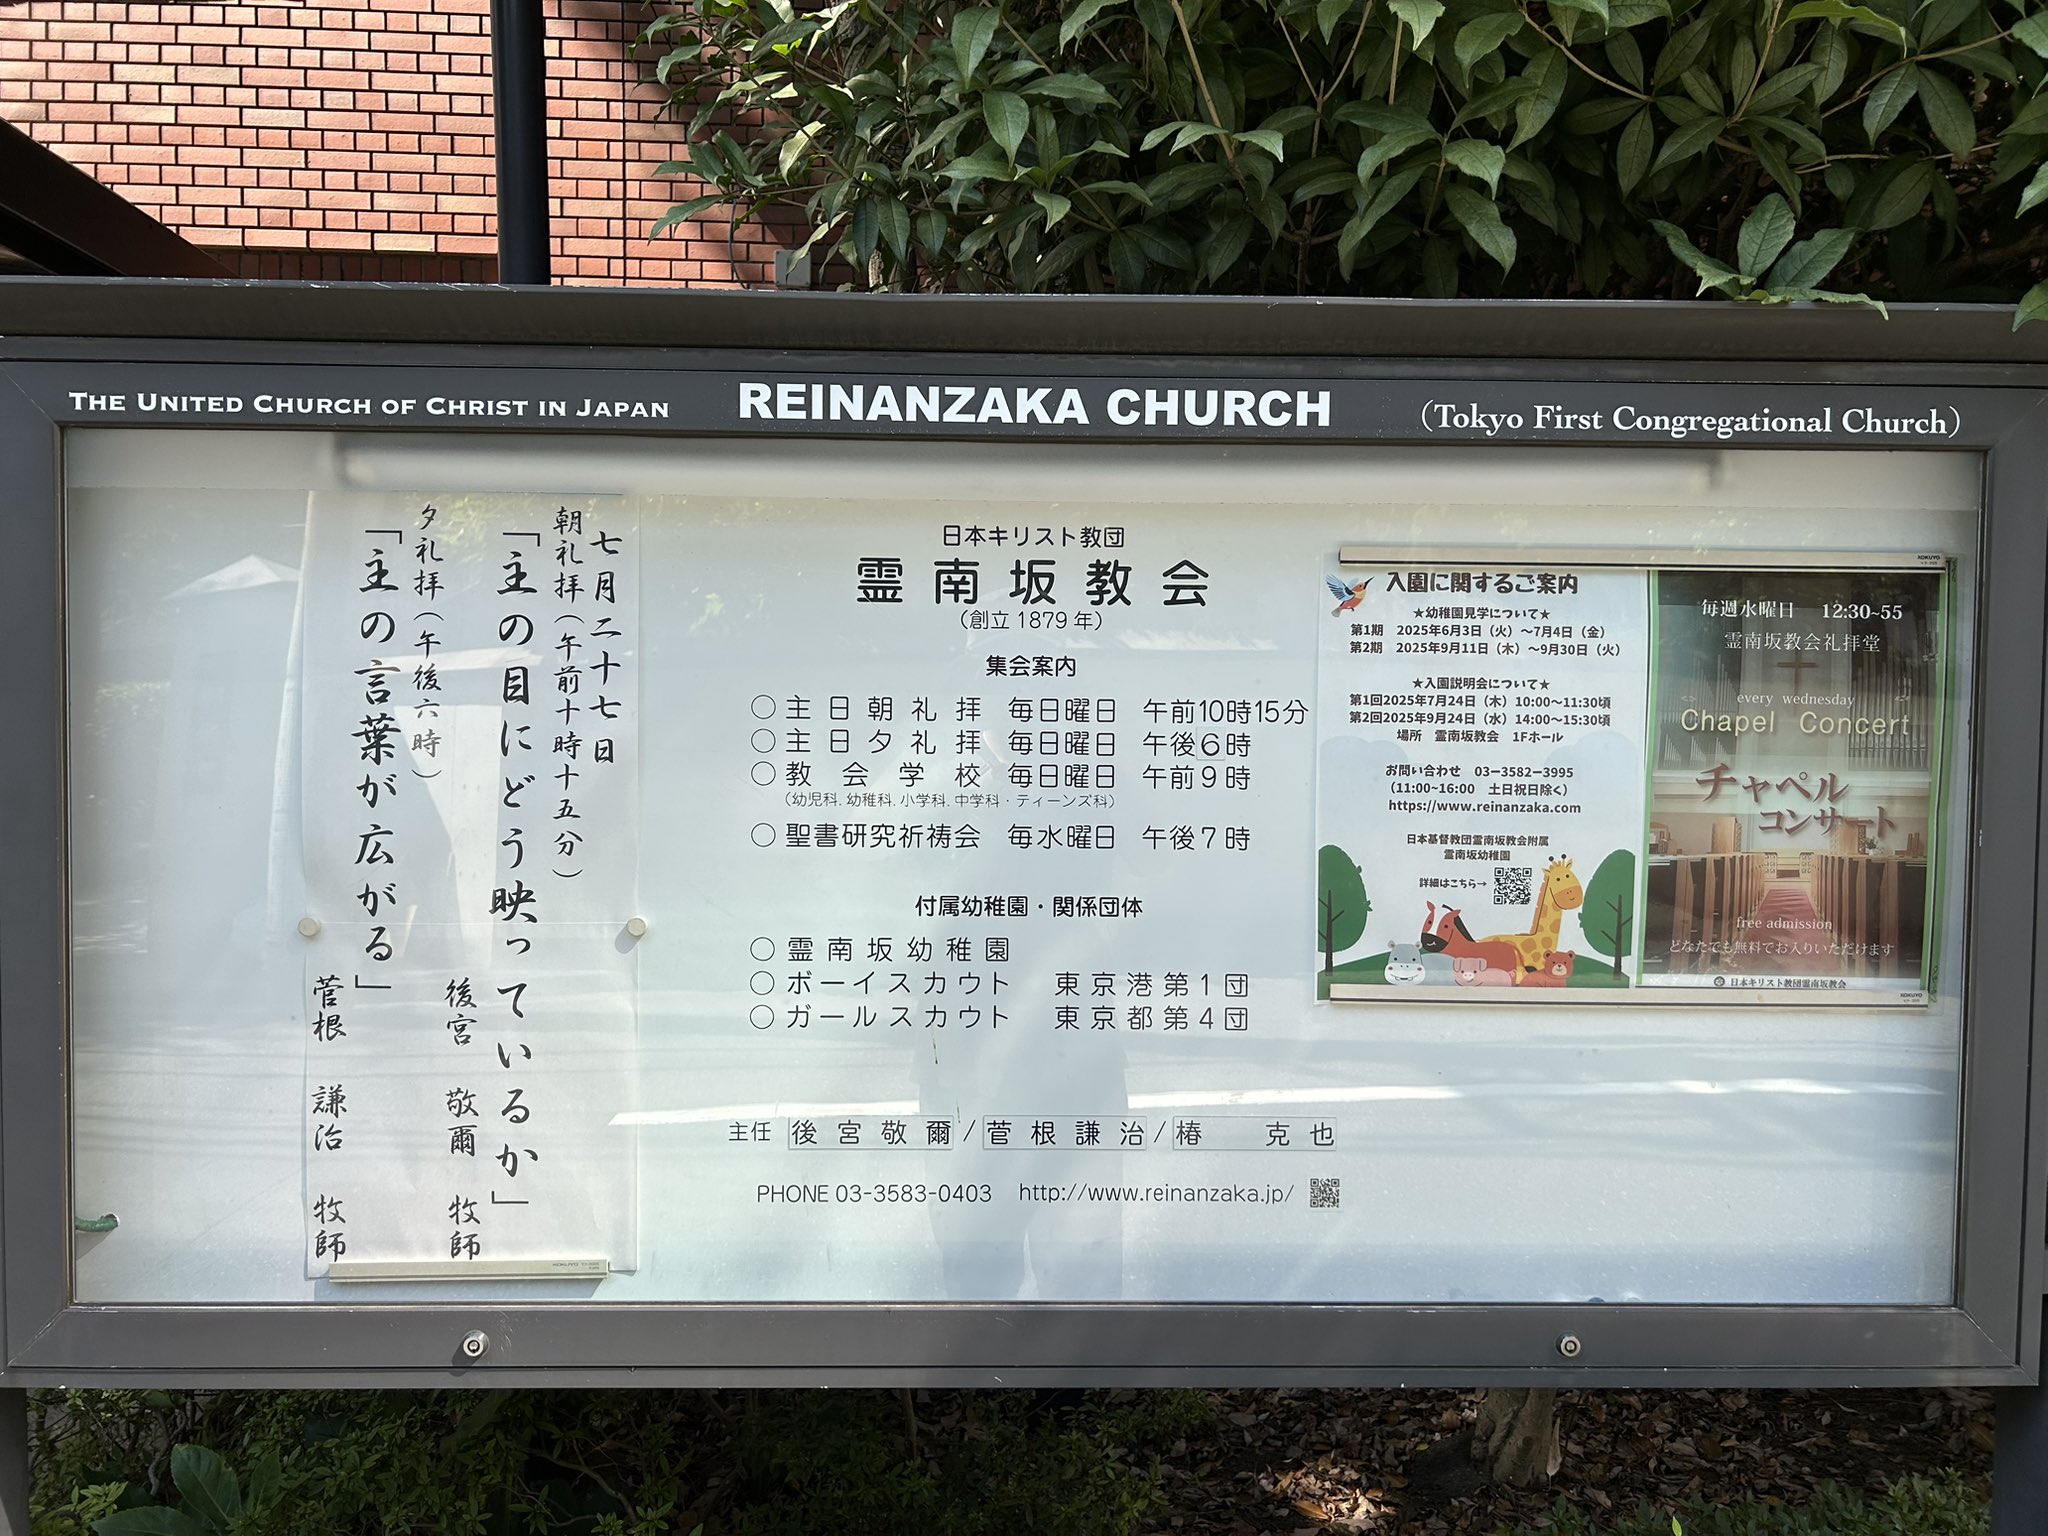 THE UNITED CHURCH OF CHRIST IN JAPAN
REINANZAKA CHURCH
(Tokyo First Congregational Church)
七月二十七日
朝礼拝(午前十時十五分)
「主の目にどう映っているか」
後宮 敬爾 牧師
夕礼拝(午後六時)
「主の言葉が広がる」
菅根 謙治 牧師
日本キリスト教団
霊南坂教会
(創立1879年)
集会案内
○主日朝礼拝 毎日曜日 午前10時15分
○主日夕礼拝 毎日曜日 午後6時
○教会学校 毎日曜日 午前9時
(幼児科.幼稚科.小学科.中学科・ティーンズ科)
○聖書研究祈祷会 毎水曜日 午後7時
付属幼稚園・関係団体
○霊南坂幼稚園
○ボーイスカウト 東京港第1団
○ガールスカウト 東京都第4団
主任 後宮敬爾/菅根謙治/椿 克也
PHONE 03-3583-0403 http://www.reinanzaka.jp/
入園に関するご案内
★幼稚園見学について★
第1期 2025年6月3日(火)〜7月4日(金)
第2期 2025年9月11日(木)〜9月30日(火)
★入園説明会について★
第1回2025年7月24日(木)10:00〜11:30頃
第2回2025年9月24日(水)14:00〜15:30頃
場所 霊南坂教会 1Fホール
お問い合わせ 03ー3582ー3995
(11:00~16:00 土日祝日除く)
https://www.reinanzaka.com
日本基督教団霊南坂教会附属
霊南坂幼稚園
詳細はこちら→
KOKUYO
毎週水曜日 12:30~55
霊南坂教会礼拝堂
every wednesday
Chapel Concert
チャペル
コンサート
free admission
どなたでも無料でお入りいただけます
日本キリスト教団霊南坂教会
KOKUYO
KOKUYO